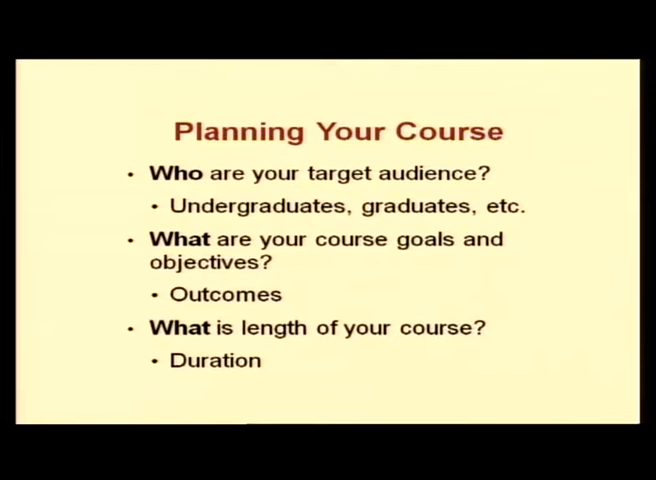 Planning Your Course
• Who are your target audience?
• Undergraduates, graduates, etc.
• What are your course goals and
objectives?
• Outcomes
• What is length of your course?
• Duration